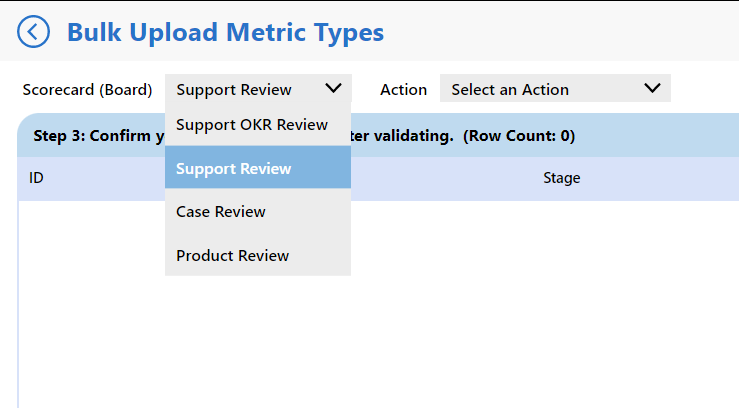 Bulk Upload Metric Types
Scorecard (Board) Support Review Action Select an Action
Support OKR Review
Step 3: Confirm y ter validating. (Row Count: 0)
Support Review
ID Stage
Case Review
Product Review